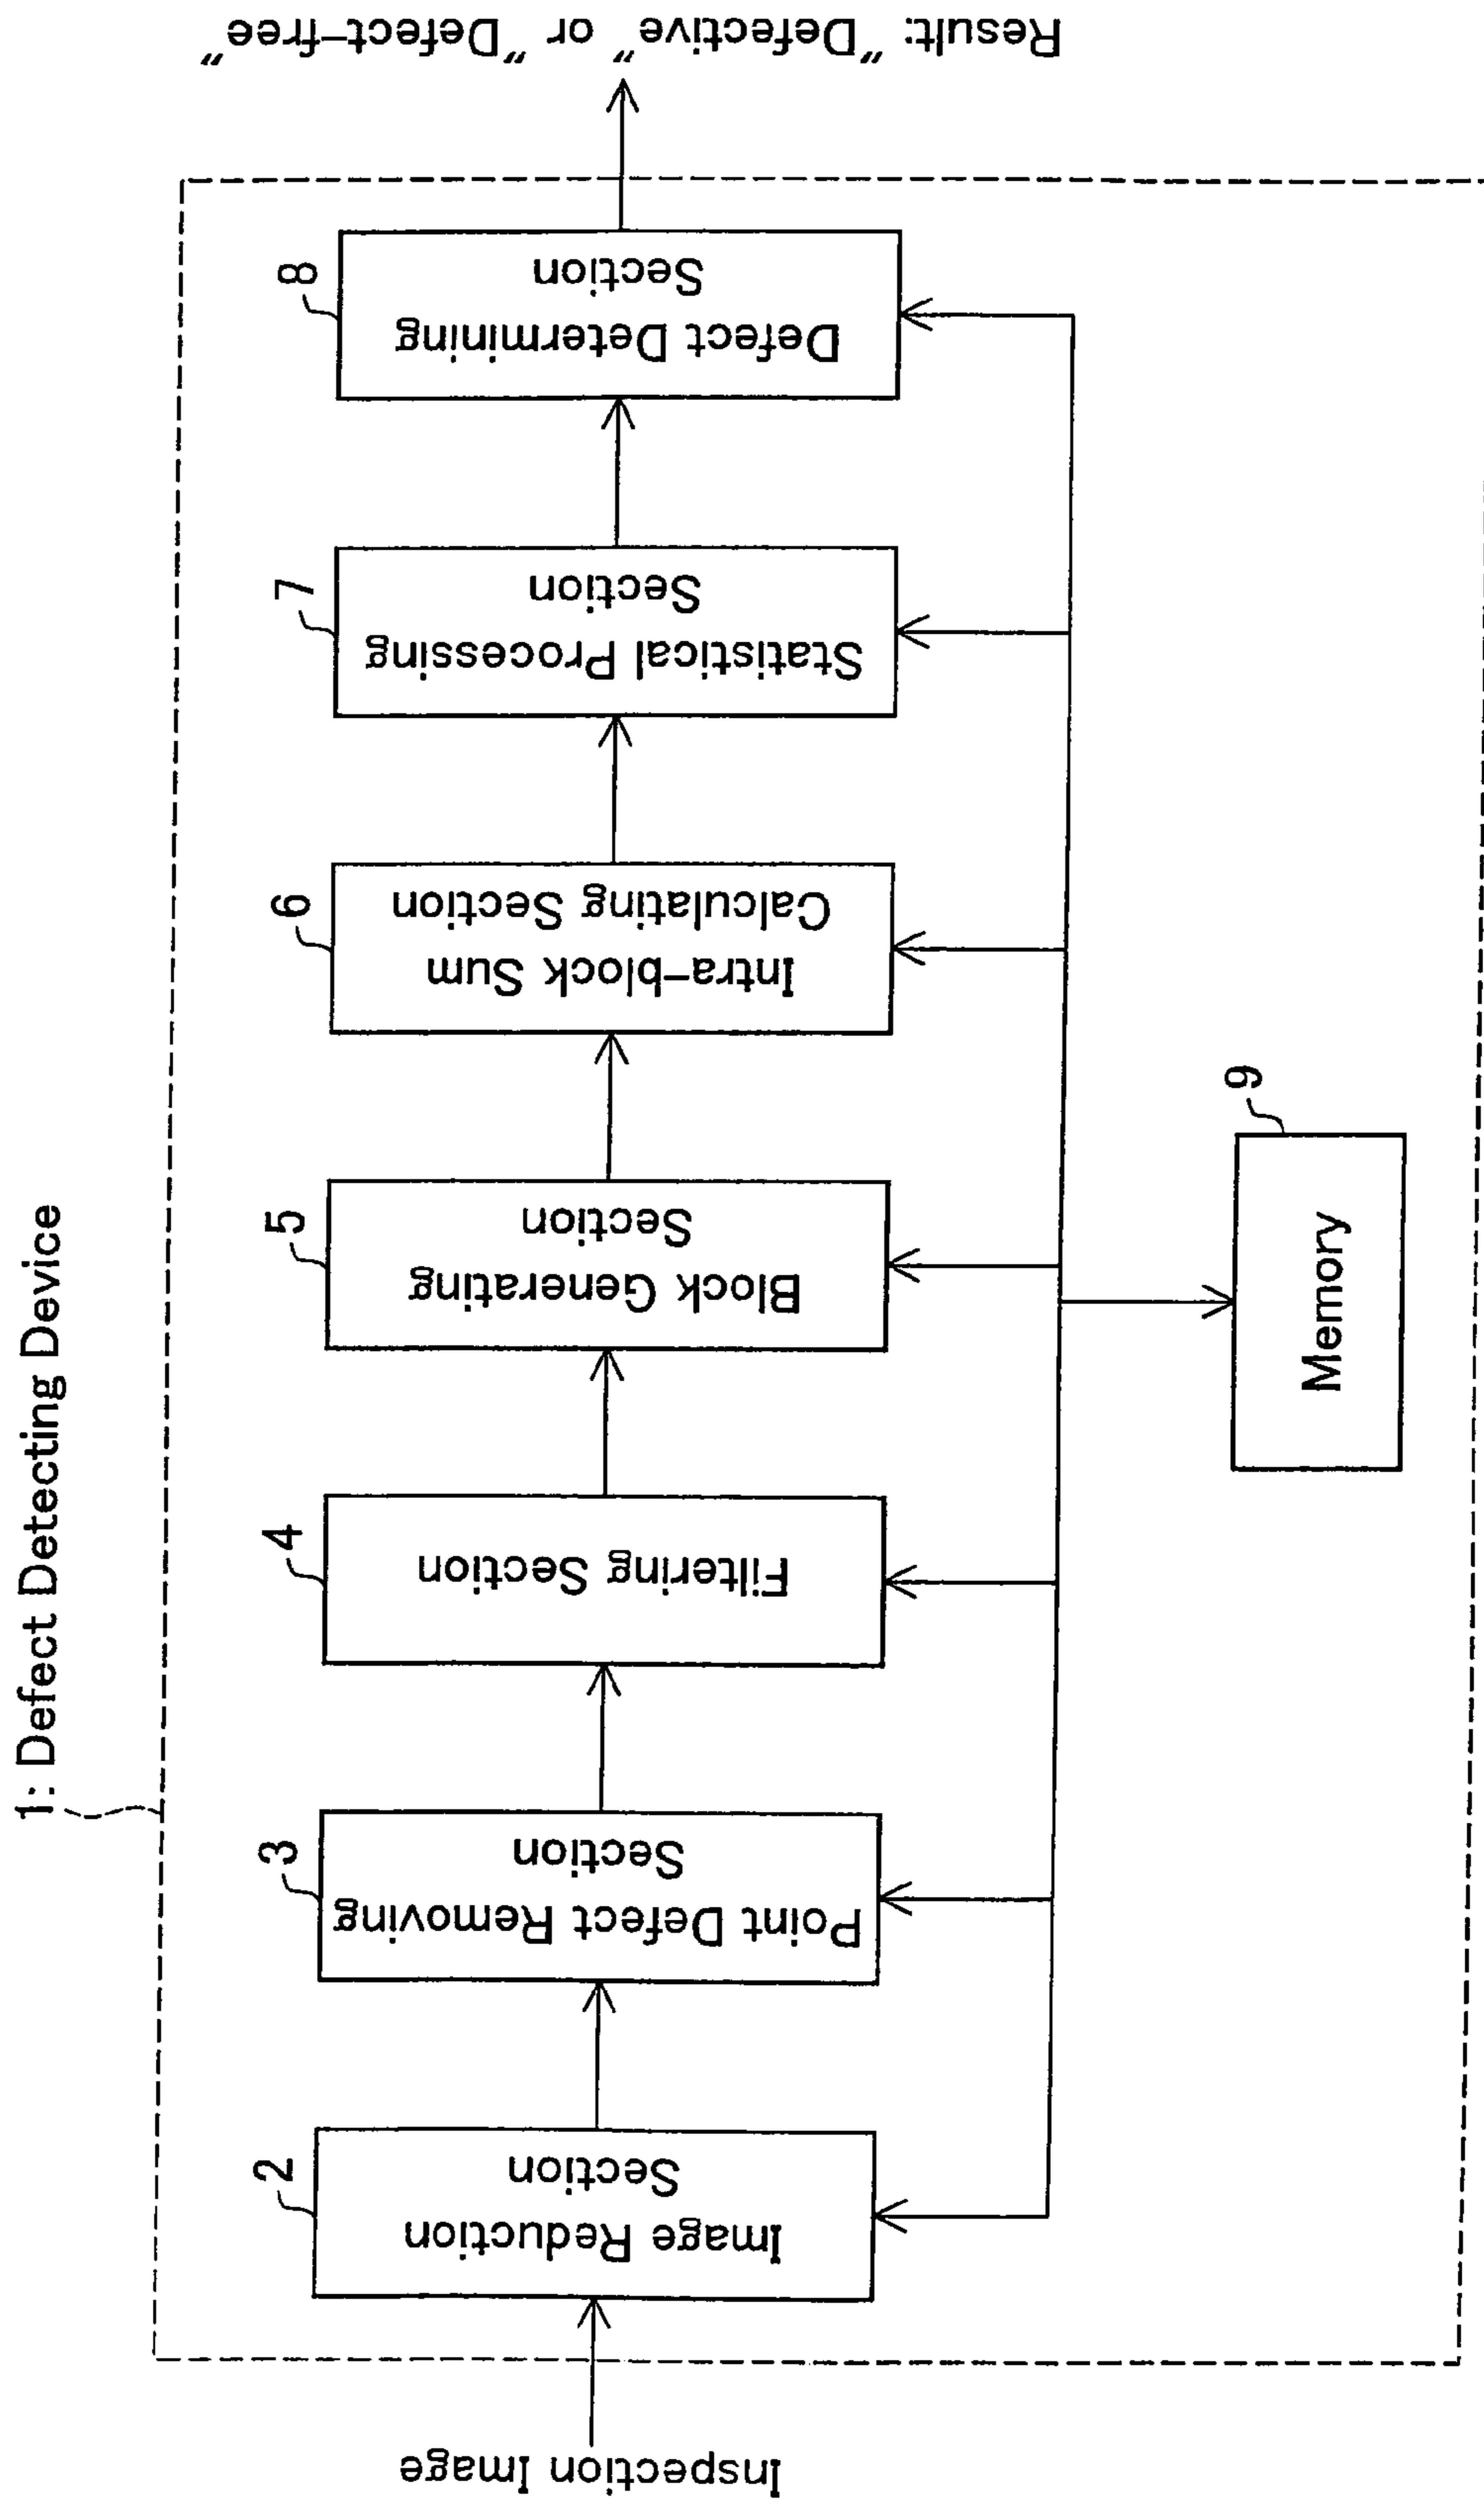 1: Defect Detecting Device
Inspection Image
2
Image Reduction
Section
3
Point Defect Removing
Section
4
Filtering Section
5
Block Generating
Section
6
Intra-block Sum
Calculating Section
7
Statistical Processing
Section
8
Defect Determining
Section
Result: "Defective" or "Defect-free"
9
Memory